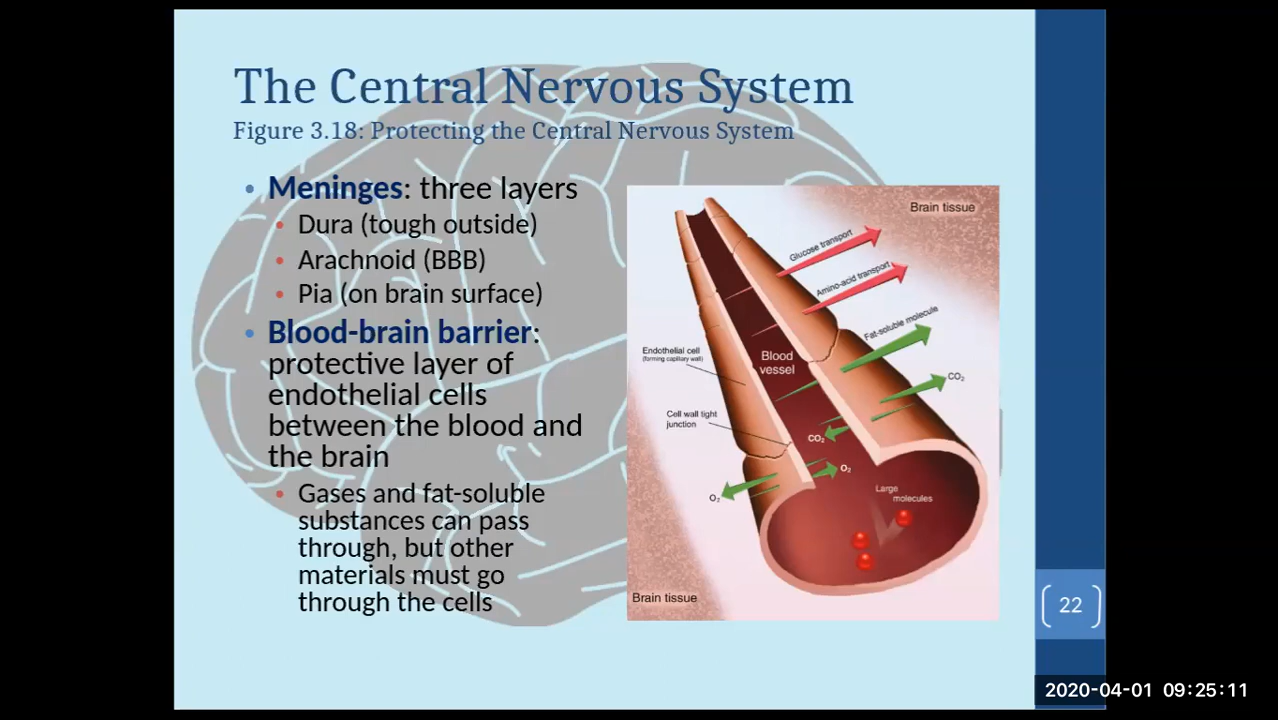 The Central Nervous System
Figure 3.18: Protecting the Central Nervous System
• Meninges: three layers
• Dura (tough outside)
• Arachnoid (BBB)
• Pia (on brain surface)
• Blood-brain barrier:
protective layer of
endothelial cells
between the blood and
the brain
• Gases and fat-soluble
substances can pass
through, but other
materials must go
through the cells
Brain tissue
Glucose transport
Amino-acid transport
Fat-soluble molecule
Endothelial cell
(forming capillary wall)
Blood
vessel
CO₂
Cell wall tight
junction
CO₂
O₂
O₂
Large
molecules
Brain tissue
22
2020-04-01 09:25:11